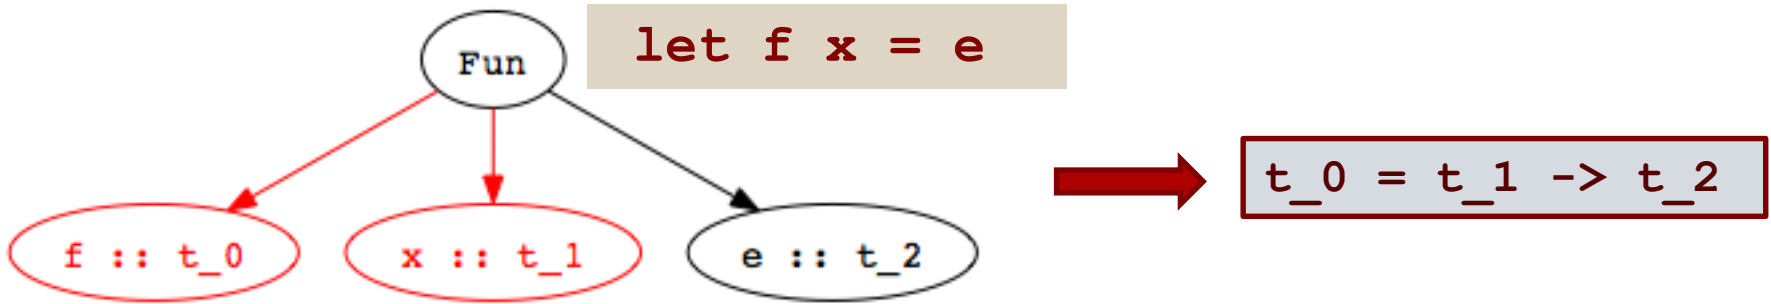 Fun
let f x = e
t_0 = t_1 -> t_2
f :: t_0
x :: t_1
e :: t_2